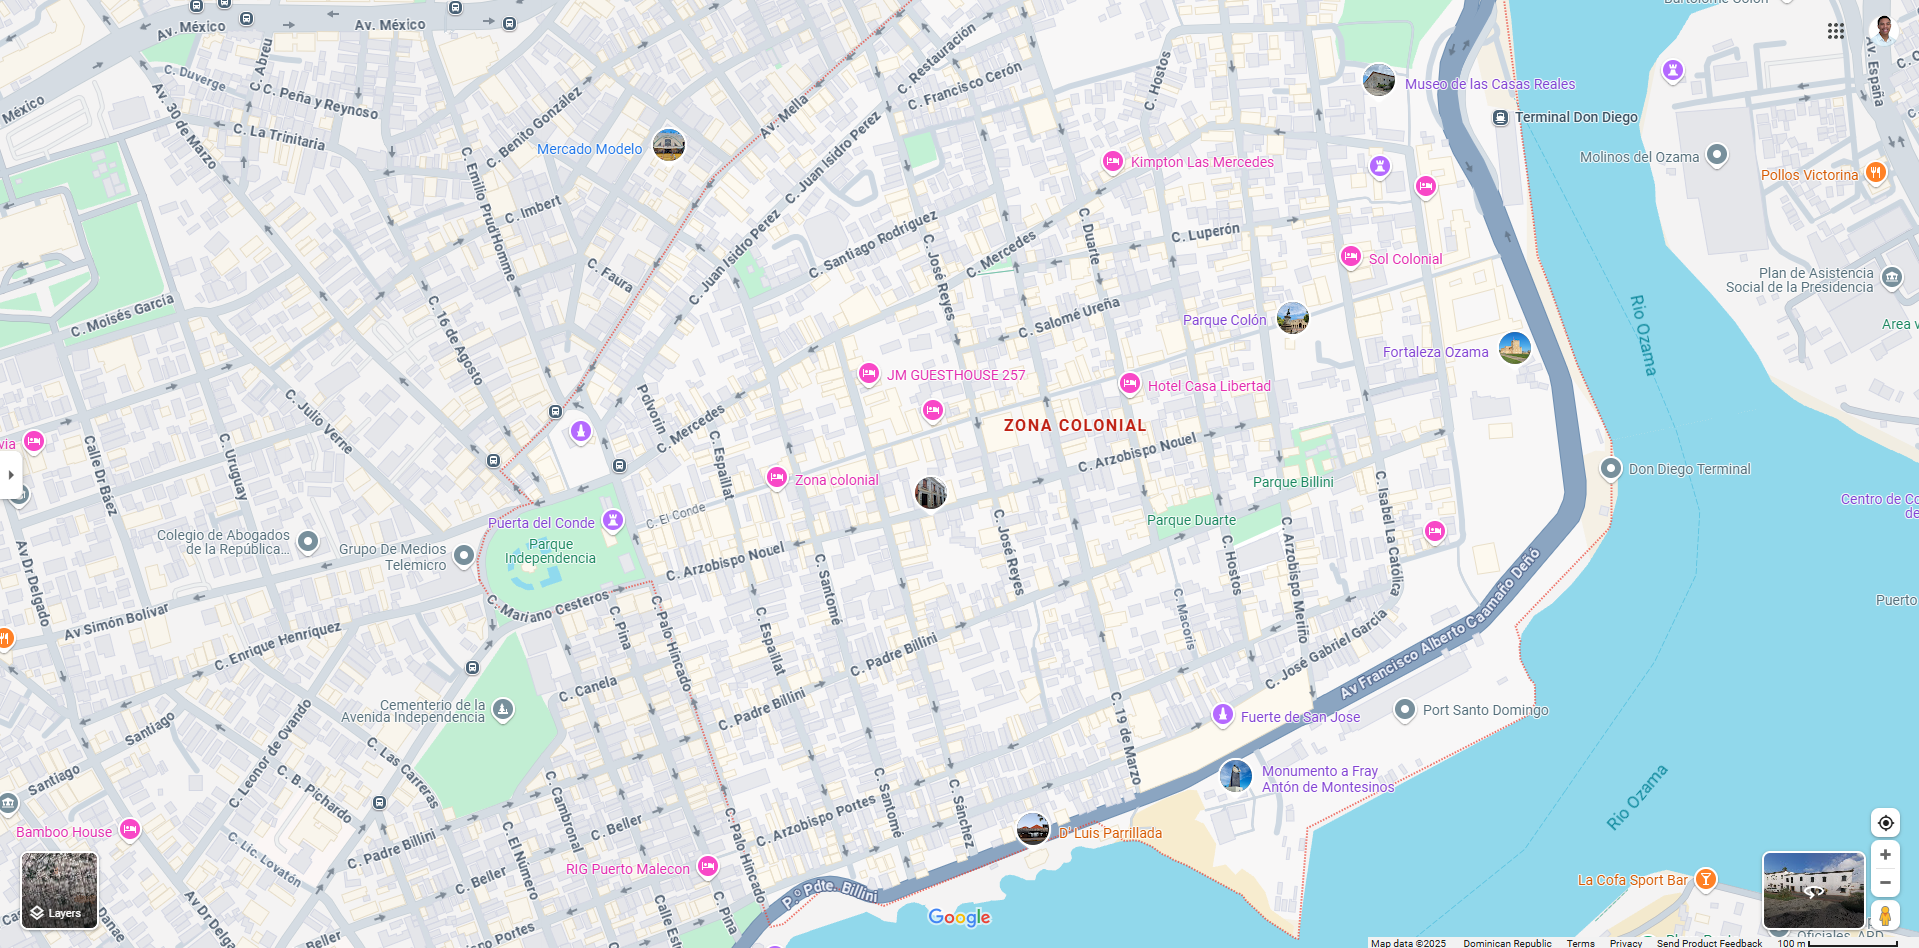 Av. México
Av. México
Bartolomé Colón
C. Duverge
C. Abreu
C. Peña y Reynoso
México
Av. 30 de Marzo
C. La Trinitaria
C. Benito González
C. Emilio Prud'Homme
Mercado Modelo
Av. Mella
C. Restauración
C. Francisco Cerón
C. Juan Isidro Perez
C. Hostos
Museo de las Casas Reales
Terminal Don Diego
Av. España
Molinos del Ozama
Pollos Victorina
Kimpton Las Mercedes
C. Imbert
C. Faura
C. Juan Isidro Perez
C. Santiago Rodriguez
C. José Reyes
C. Mercedes
C. Duarte
C. Luperón
Sol Colonial
Plan de Asistencia
Social de la Presidencia
Rio Ozama
C. Moisés García
C. 16 de Agosto
C. Salomé Ureña
Parque Colón
Fortaleza Ozama
Area v
JM GUESTHOUSE 257
Hotel Casa Libertad
C. Julio Verne
Polvorín
C. Mercedes
ZONA COLONIAL
C. Arzobispo Nouel
via
Calle Dr Báez
C. Uruguay
C. Espaillat
Zona colonial
Parque Billini
C. Isabel La Católica
Don Diego Terminal
Centro de Co
de
Puerta del Conde
Parque
Independencia
C. El Conde
Parque Duarte
Colegio de Abogados
de la República...
Grupo De Medios
Telemicro
Av Dr Delgado
C. Arzobispo Nouel
C. Santomé
C. José Reyes
C. Hostos
C. Arzobispo Meriño
C. Macoris
Puerto
C. Mariano Cesteros
Av Simón Bolívar
C. Enrique Henríquez
C. Pina
C. Palo Hincado
C. Espaillat
C. Padre Billini
C. José Gabriel García
Av Francisco Alberto Caamaño Deñó
Cementerio de la
Avenida Independencia
C. Canela
C. Padre Billini
C. 19 de Marzo
Fuerte de San Jose
Port Santo Domingo
Santiago
Santiago
C. Leonor de Ovando
C. Las Carreras
C. B. Pichardo
Monumento a Fray
Antón de Montesinos
Rio Ozama
C. Cambronal
C. Santomé
C. Sánchez
C. Arzobispo Portes
C. Palo Hincado
Bamboo House
C. Lic. Lovatón
C. Padre Billini
C. El Número
C. Beller
D' Luis Parrillada
RIG Puerto Malecon
C. Beller
P.º Pdte. Billini
La Cofa Sport Bar
Layers
Av Dr Delgado
Beller
Calle Este
C. Pina
C. Arzobispo Portes
Google
Map data ©2025
Dominican Republic
Terms
Privacy
Send Product Feedback
100 m